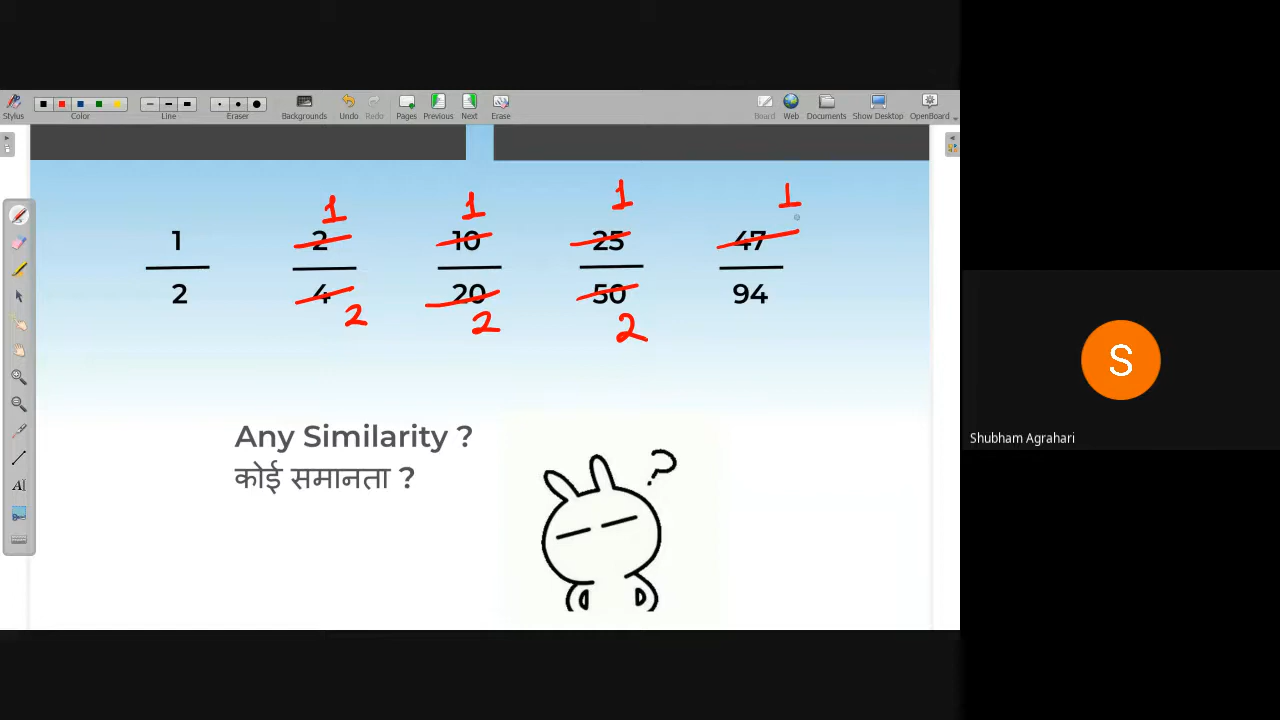 Stylus
Color
Line
Eraser
Backgrounds
Undo
Redo
Pages
Previous
Next
Erase
Board
Web
Documents
Show Desktop
OpenBoard
1 1 1 1
1 2 10 25 47
2 4 20 50 94
2 2 2
Any Similarity ?
कोई समानता ?
?
S
Shubham Agrahari